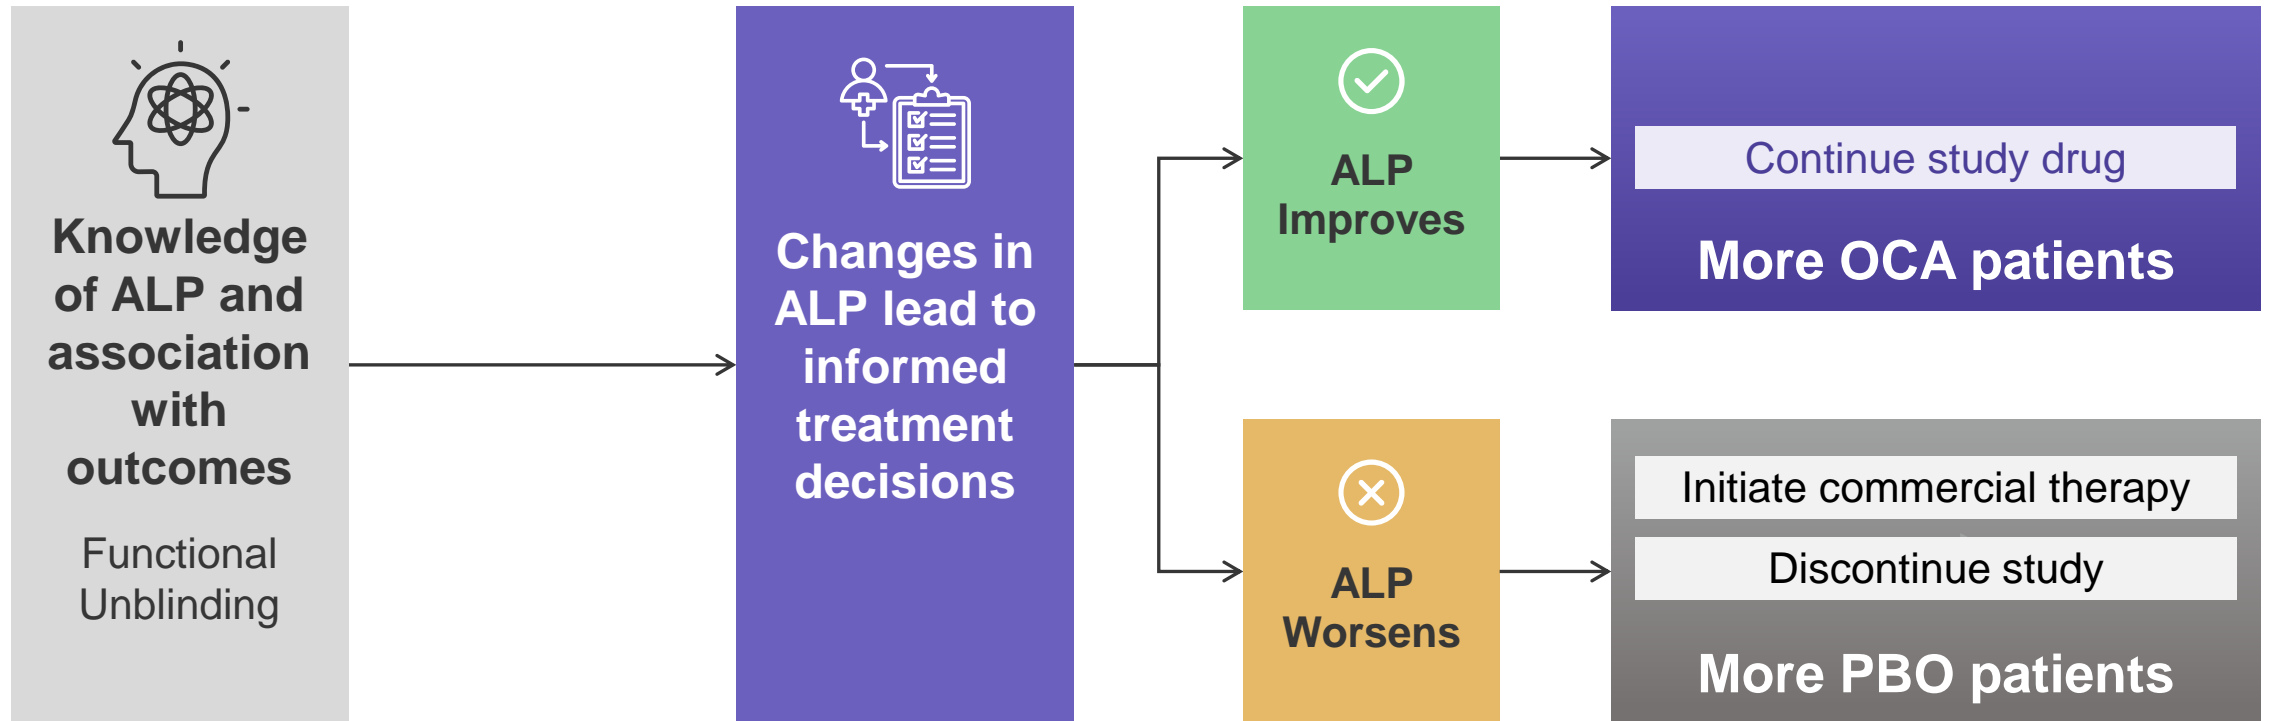 Knowledge
of ALP and
association
with
outcomes
Functional
Unblinding
Changes in
ALP lead to
informed
treatment
decisions
ALP
Improves
Continue study drug
More OCA patients
ALP
Worsens
Initiate commercial therapy
Discontinue study
More PBO patients